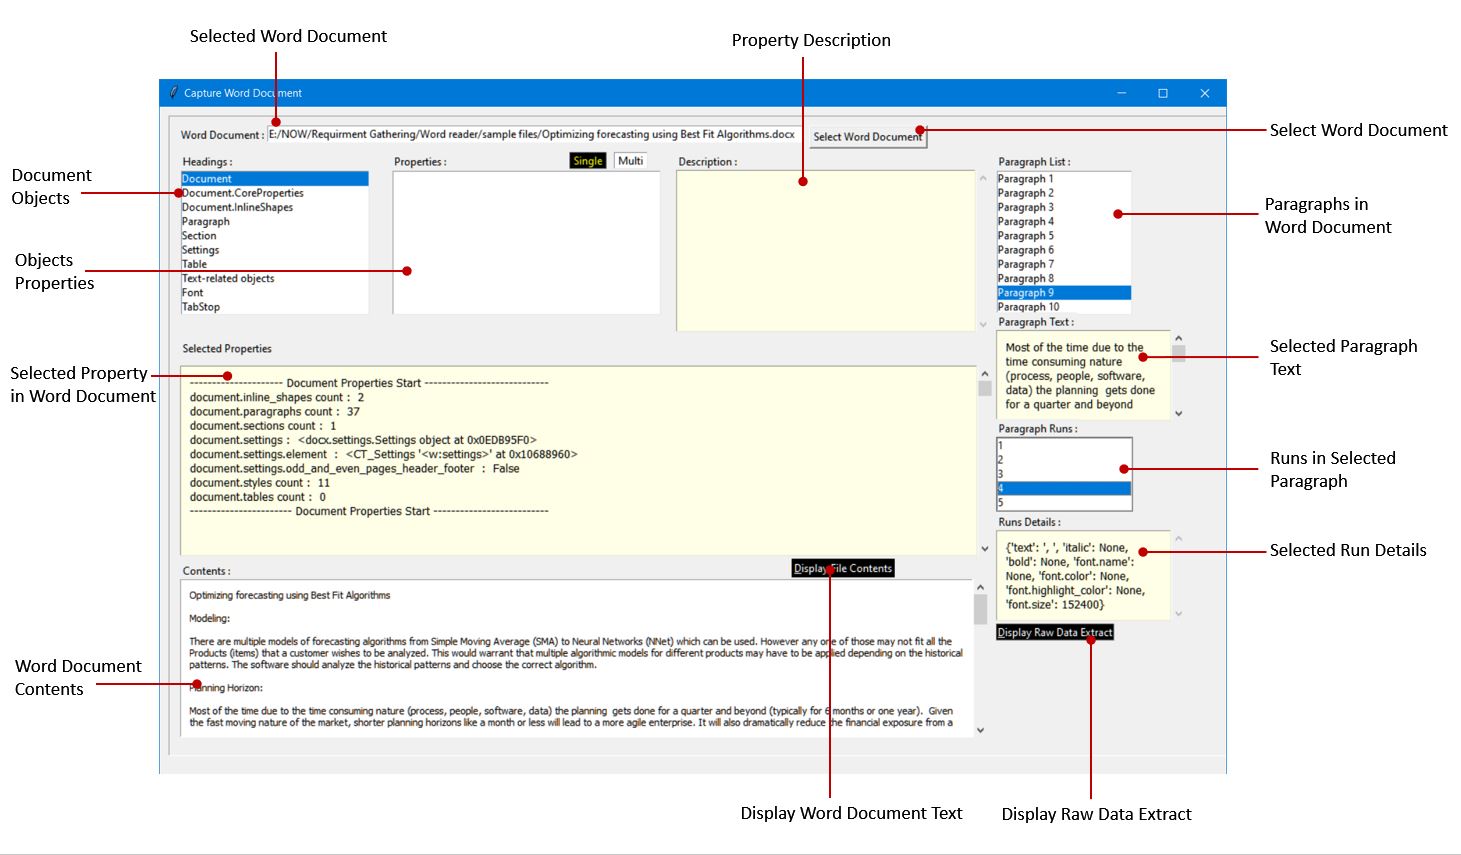 Selected Word Document
Property Description
Capture Word Document
Word Document : E:/NOW/Requirment Gathering/Word reader/sample files/Optimizing forecasting using Best Fit Algorithms.docx Select Word Document
Select Word Document
Headings :
Document
Document.CoreProperties
Document.InlineShapes
Paragraph
Section
Settings
Table
Text-related objects
Font
TabStop
Document
Objects
Properties : Single Multi
Objects
Properties
Description :
Paragraph List :
Paragraph 1
Paragraph 2
Paragraph 3
Paragraph 4
Paragraph 5
Paragraph 6
Paragraph 7
Paragraph 8
Paragraph 9
Paragraph 10
Paragraphs in
Word Document
Paragraph Text :
Most of the time due to the
time consuming nature
(process, people, software,
data) the planning gets done
for a quarter and beyond
Selected Paragraph
Text
Selected Properties
Selected Property
in Word Document
--------------------- Document Properties Start ----------------------------
document.inline_shapes count : 2
document.paragraphs count : 37
document.sections count : 1
document.settings : <docx.settings.Settings object at 0x0EDB95F0>
document.settings.element : <CT_Settings '<w:settings>' at 0x10688960>
document.settings.odd_and_even_pages_header_footer : False
document.styles count : 11
document.tables count : 0
----------------------- Document Properties Start --------------------------
Paragraph Runs :
1
2
3
4
5
Runs in Selected
Paragraph
Runs Details :
{'text': ', ', 'italic': None,
'bold': None, 'font.name':
None, 'font.color': None,
'font.highlight_color': None,
'font.size': 152400}
Selected Run Details
Display Raw Data Extract
Contents :
Display File Contents
Optimizing forecasting using Best Fit Algorithms
Modeling:
There are multiple models of forecasting algorithms from Simple Moving Average (SMA) to Neural Networks (NNet) which can be used. However any one of those may not fit all the
Products (items) that a customer wishes to be analyzed. This would warrant that multiple algorithmic models for different products may have to be applied depending on the historical
patterns. The software should analyze the historical patterns and choose the correct algorithm.
Planning Horizon:
Most of the time due to the time consuming nature (process, people, software, data) the planning gets done for a quarter and beyond (typically for 6 months or one year). Given
the fast moving nature of the market, shorter planning horizons like a month or less will lead to a more agile enterprise. It will also dramatically reduce the financial exposure from a
Word Document
Contents
Display Word Document Text
Display Raw Data Extract